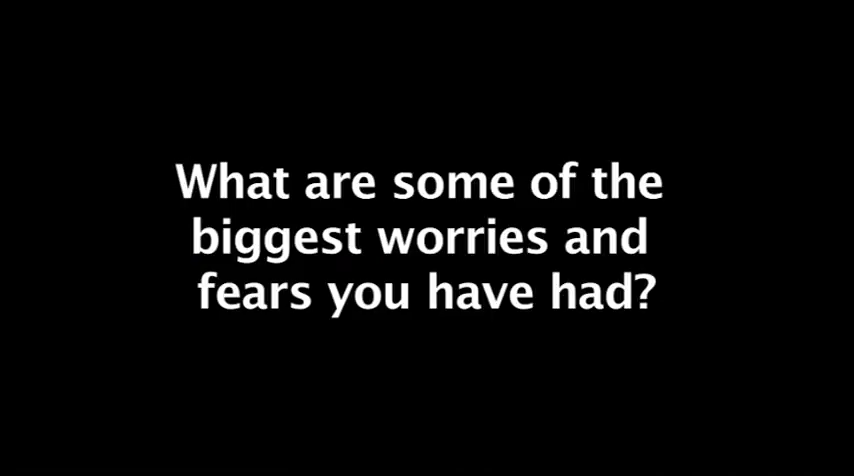 What are some of the
biggest worries and
fears you have had?